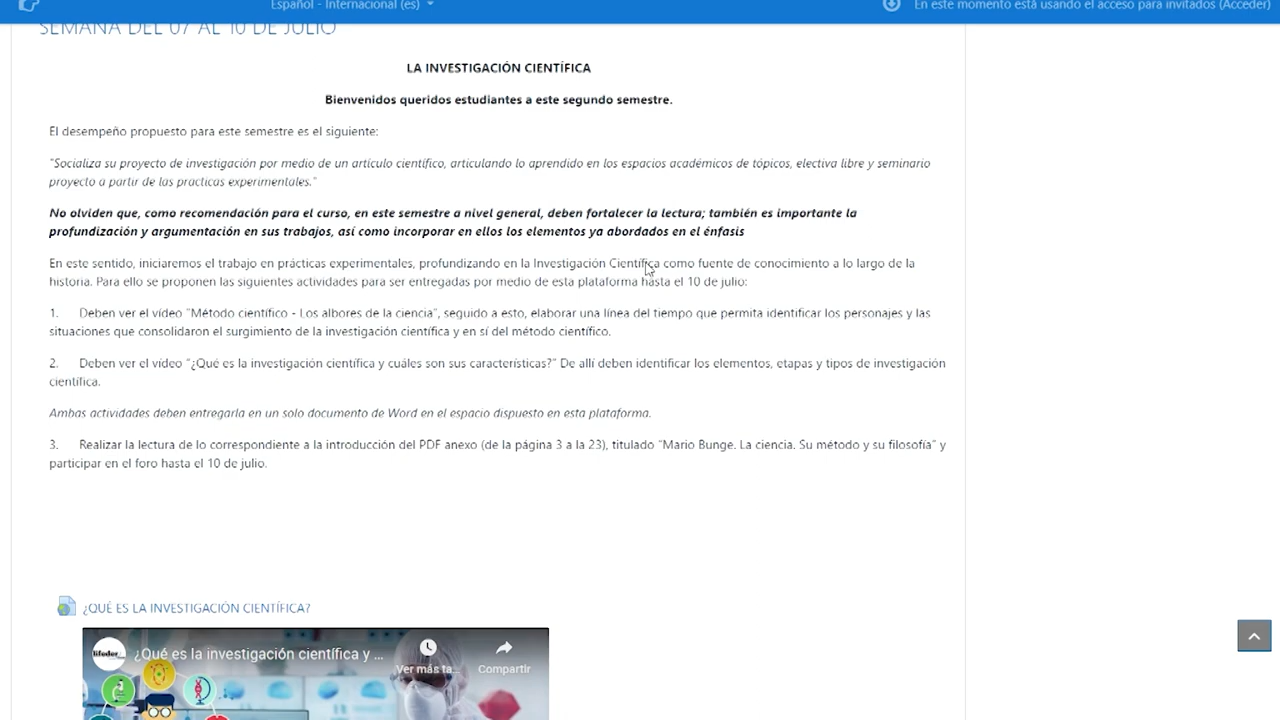 Español - Internacional (es)
En este momento está usando el acceso para invitados (Acceder)
SEMANA DEL 07 AL 10 DE JULIO
LA INVESTIGACIÓN CIENTÍFICA
Bienvenidos queridos estudiantes a este segundo semestre.
El desempeño propuesto para este semestre es el siguiente:
"Socializa su proyecto de investigación por medio de un artículo científico, articulando lo aprendido en los espacios académicos de tópicos, electiva libre y seminario
proyecto a partir de las practicas experimentales."
No olviden que, como recomendación para el curso, en este semestre a nivel general, deben fortalecer la lectura; también es importante la
profundización y argumentación en sus trabajos, así como incorporar en ellos los elementos ya abordados en el énfasis
En este sentido, iniciaremos el trabajo en prácticas experimentales, profundizando en la Investigación Científica como fuente de conocimiento a lo largo de la
historia. Para ello se proponen las siguientes actividades para ser entregadas por medio de esta plataforma hasta el 10 de julio:
1. Deben ver el vídeo "Método científico - Los albores de la ciencia", seguido a esto, elaborar una línea del tiempo que permita identificar los personajes y las
situaciones que consolidaron el surgimiento de la investigación científica y en sí del método científico.
2. Deben ver el vídeo "¿Qué es la investigación científica y cuáles son sus características?" De allí deben identificar los elementos, etapas y tipos de investigación
científica.
Ambas actividades deben entregarla en un solo documento de Word en el espacio dispuesto en esta plataforma.
3. Realizar la lectura de lo correspondiente a la introducción del PDF anexo (de la página 3 a la 23), titulado "Mario Bunge. La ciencia. Su método y su filosofía" y
participar en el foro hasta el 10 de julio.
¿QUÉ ES LA INVESTIGACIÓN CIENTÍFICA?
lifeder
¿Qué es la investigación científica y ...
Ver más ta...
Compartir